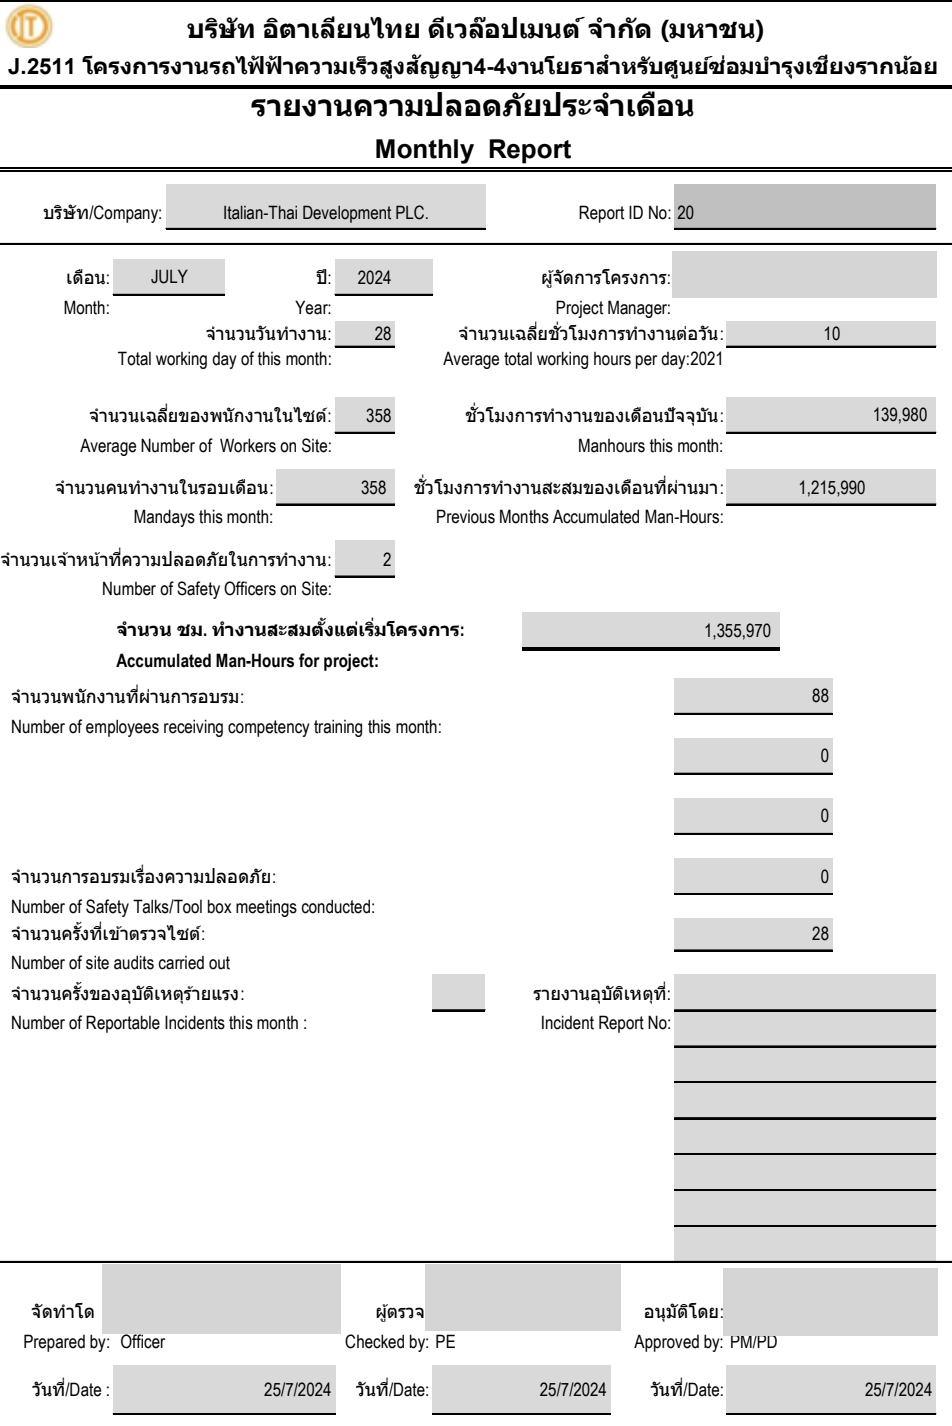 บริษัท อิตาเลียนไทย ดีเวล๊อปเมนต์ จำกัด (มหาชน)
J.2511 โครงการงานรถไฟ้ฟ้าความเร็วสูงสัญญา4-4งานโยธาสำหรับศูนย์ซ่อมบำรุงเชียงรากน้อย
รายงานความปลอดภัยประจำเดือน
Monthly Report
บริษัท/Company: Italian-Thai Development PLC. Report ID No: 20
เดือน: JULY ปี: 2024 ผู้จัดการโครงการ:
Month: Year: Project Manager:
จำนวนวันทำงาน: 28 จำนวนเฉลี่ยชั่วโมงการทำงานต่อวัน: 10
Total working day of this month: Average total working hours per day:2021
จำนวนเฉลี่ยของพนักงานในไซต์: 358 ชั่วโมงการทำงานของเดือนปัจจุบัน: 139,980
Average Number of Workers on Site: Manhours this month:
จำนวนคนทำงานในรอบเดือน: 358 ชั่วโมงการทำงานสะสมของเดือนที่ผ่านมา: 1,215,990
Mandays this month: Previous Months Accumulated Man-Hours:
จำนวนเจ้าหน้าที่ความปลอดภัยในการทำงาน: 2
Number of Safety Officers on Site:
จำนวน ชม. ทำงานสะสมตั้งแต่เริ่มโครงการ: 1,355,970
Accumulated Man-Hours for project:
จำนวนพนักงานที่ผ่านการอบรม: 88
Number of employees receiving competency training this month:
0
0
จำนวนการอบรมเรื่องความปลอดภัย: 0
Number of Safety Talks/Tool box meetings conducted:
จำนวนครั้งที่เข้าตรวจไซต์: 28
Number of site audits carried out
จำนวนครั้งของอุบัติเหตุร้ายแรง: รายงานอุบัติเหตุที่:
Number of Reportable Incidents this month : Incident Report No:
จัดทำโด ผู้ตรวจ อนุมัติโดย:
Prepared by: Officer Checked by: PE Approved by: PM/PD
วันที่/Date : 25/7/2024 วันที่/Date: 25/7/2024 วันที่/Date: 25/7/2024